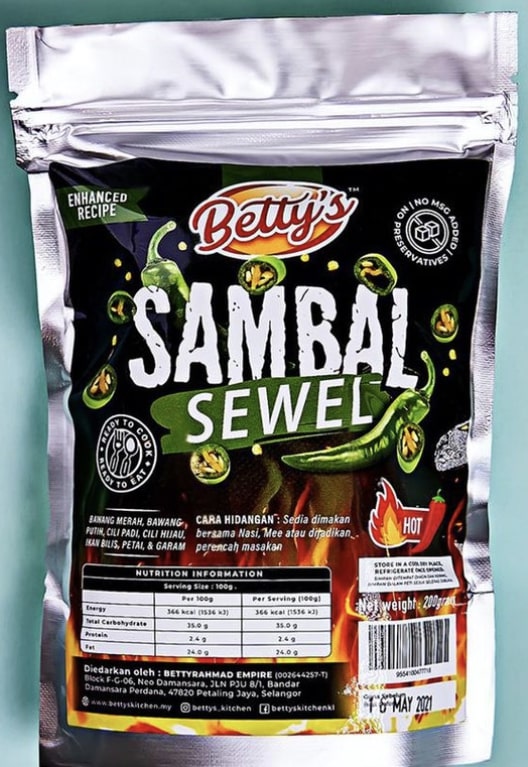 ENHANCED
RECIPE
Betty's™
NO MSG ADDED | NO PRESERVATIVES |
SAMBAL
SEWEL
READY TO COOK
READY TO EAT
BAWANG MERAH, BAWANG
PUTIH, CILI PADI, CILI HIJAU,
IKAN BILIS, PETAI, & GARAM
CARA HIDANGAN : Sedia dimakan
bersama Nasi, Mee atau dijadikan
perencah masakan
HOT
STORE IN A COOL DRY PLACE,
REFRIGERATE ONCE OPENED.
NUTRITION INFORMATION
Serving Size : 100g.
Per 100g Per Serving (100g)
Energy 366 kcal (1536 kJ) 366 kcal (1536 kJ)
Total Carbohydrate 35.0 g 35.0 g
Protein 2.4 g 2.4 g
Fat 24.0 g 24.0 g
Net weight : 200gram
9554100477718
Diedarkan oleh : BETTYRAHMAD EMPIRE (002644257-T)
Block F-G-06, Neo Damansara, JLN PJU 8/1, Bandar
Damansara Perdana, 47820 Petaling Jaya, Selangor
www.bettyskitchen.my bettys_kitchen bettyskitchenkl
MAY 2021